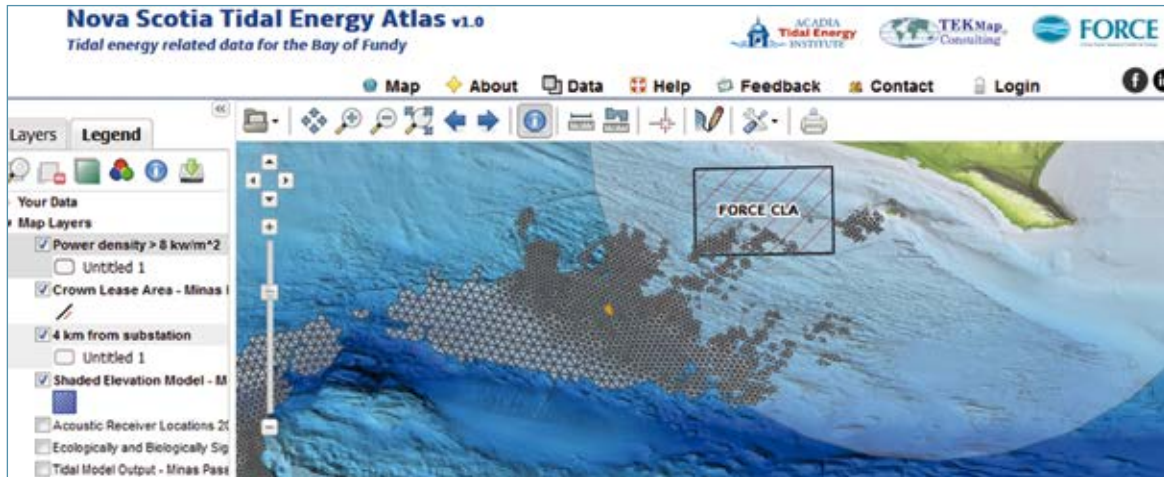 Nova Scotia Tidal Energy Atlas v1.0
Tidal energy related data for the Bay of Fundy
ACADIA
Tidal Energy
INSTITUTE
TEKMap
Consulting
FORCE
Map About Data Help Feedback Contact Login
Layers Legend
Your Data
Map Layers
Power density > 8 kw/m^2
Untitled 1
Crown Lease Area - Minas
4 km from substation
Untitled 1
Shaded Elevation Model - M
Acoustic Receiver Locations 20
Ecologically and Biologically Sig
Tidal Model Output - Minas Pass
FORCE CLA